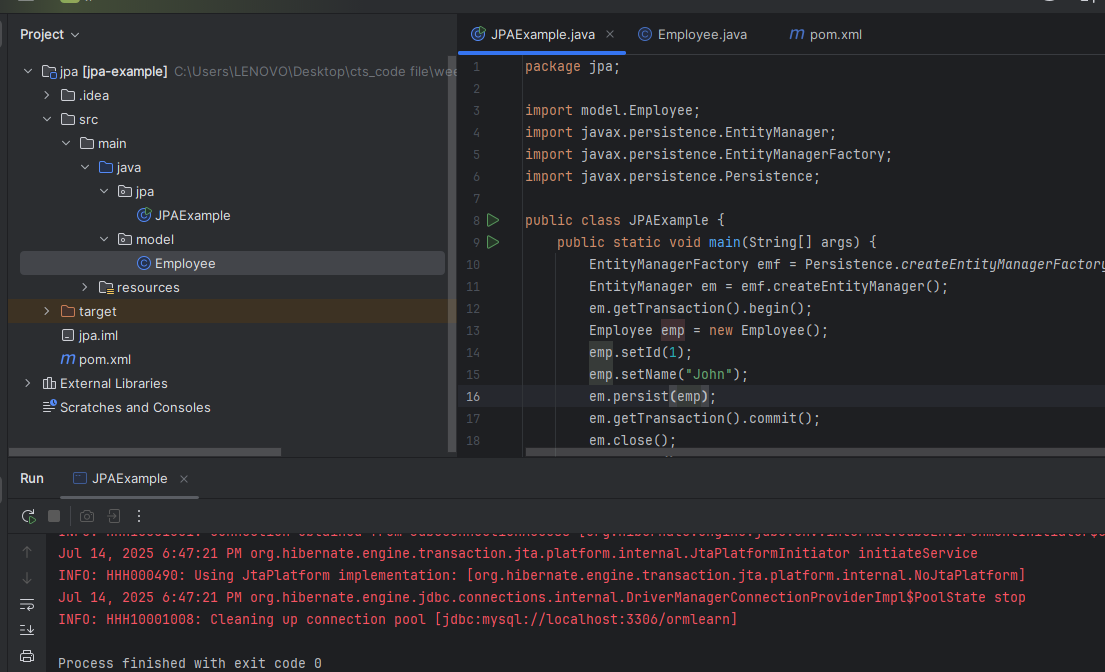 Project
jpa [jpa-example] C:\Users\LENOVO\Desktop\cts_code file\wee
.idea
src
main
java
jpa
JPAExample
model
Employee
resources
target
jpa.iml
pom.xml
External Libraries
Scratches and Consoles
JPAExample.java
Employee.java
pom.xml
1 package jpa;
2
3 import model.Employee;
4 import javax.persistence.EntityManager;
5 import javax.persistence.EntityManagerFactory;
6 import javax.persistence.Persistence;
7
8 public class JPAExample {
9 public static void main(String[] args) {
10 EntityManagerFactory emf = Persistence.createEntityManagerFactory
11 EntityManager em = emf.createEntityManager();
12 em.getTransaction().begin();
13 Employee emp = new Employee();
14 emp.setId(1);
15 emp.setName("John");
16 em.persist(emp);
17 em.getTransaction().commit();
18 em.close();
Run JPAExample
Jul 14, 2025 6:47:21 PM org.hibernate.engine.transaction.jta.platform.internal.JtaPlatformInitiator initiateService
INFO: HHH000490: Using JtaPlatform implementation: [org.hibernate.engine.transaction.jta.platform.internal.NoJtaPlatform]
Jul 14, 2025 6:47:21 PM org.hibernate.engine.jdbc.connections.internal.DriverManagerConnectionProviderImpl$PoolState stop
INFO: HHH10001008: Cleaning up connection pool [jdbc:mysql://localhost:3306/ormlearn]
Process finished with exit code 0